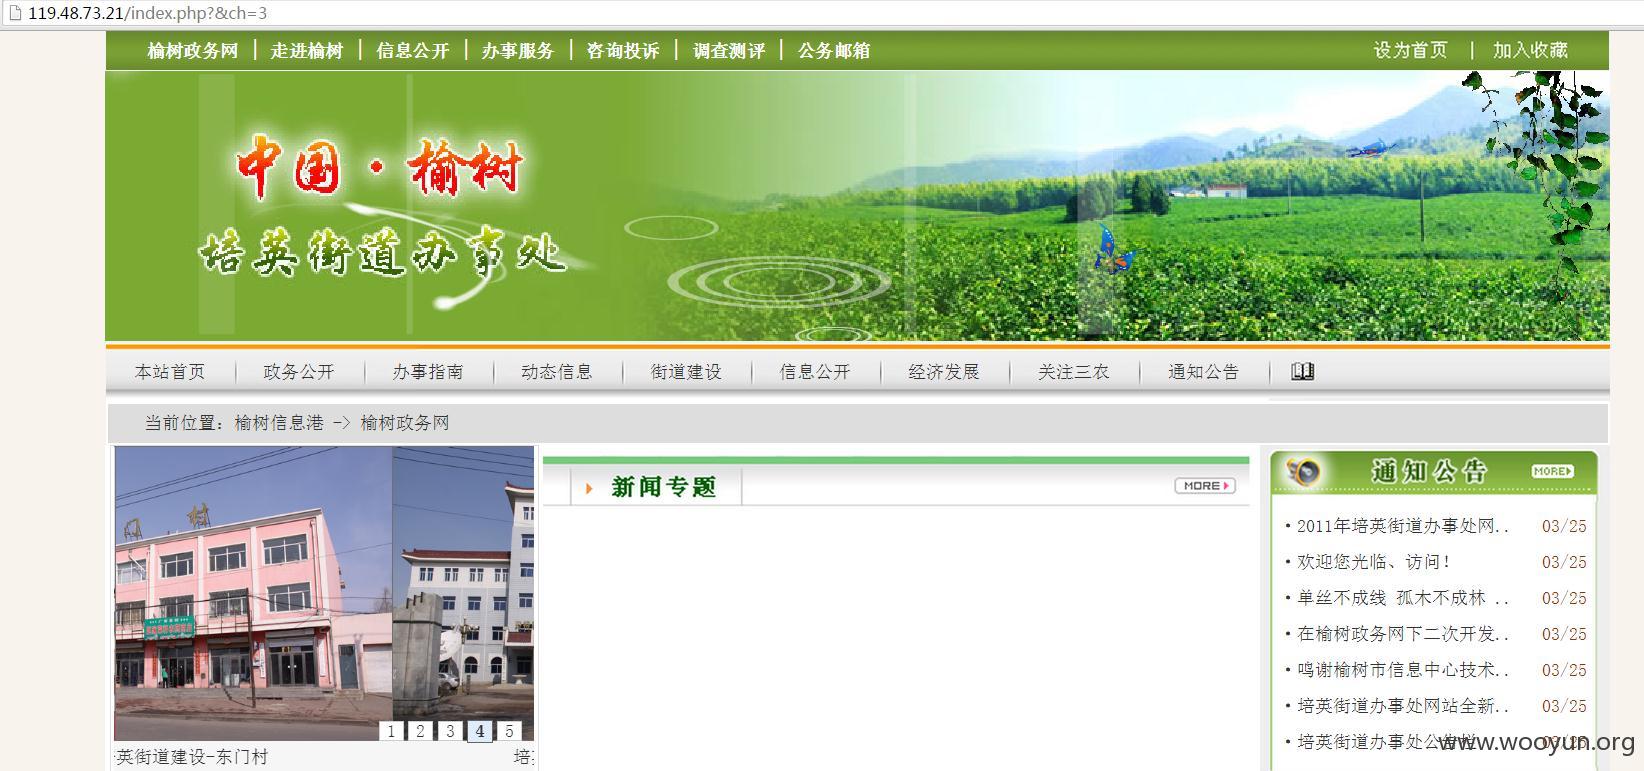 119.48.73.21/index.php?&ch=3
榆树政务网 | 走进榆树 | 信息公开 | 办事服务 | 咨询投诉 | 调查测评 | 公务邮箱
设为首页 | 加入收藏
中国·榆树
培英街道办事处
本站首页 政务公开 办事指南 动态信息 街道建设 信息公开 经济发展 关注三农 通知公告
当前位置: 榆树信息港 -> 榆树政务网
新闻专题 MORE
1 2 3 4 5
英街道建设-东门村 培
通知公告 MORE
·2011年培英街道办事处网.. 03/25
·欢迎您光临、访问! 03/25
·单丝不成线 孤木不成林 .. 03/25
·在榆树政务网下二次开发.. 03/25
·鸣谢榆树市信息中心技术.. 03/25
·培英街道办事处网站全新.. 03/25
·培英街道办事处公告栏 03/25
www.wooyun.org